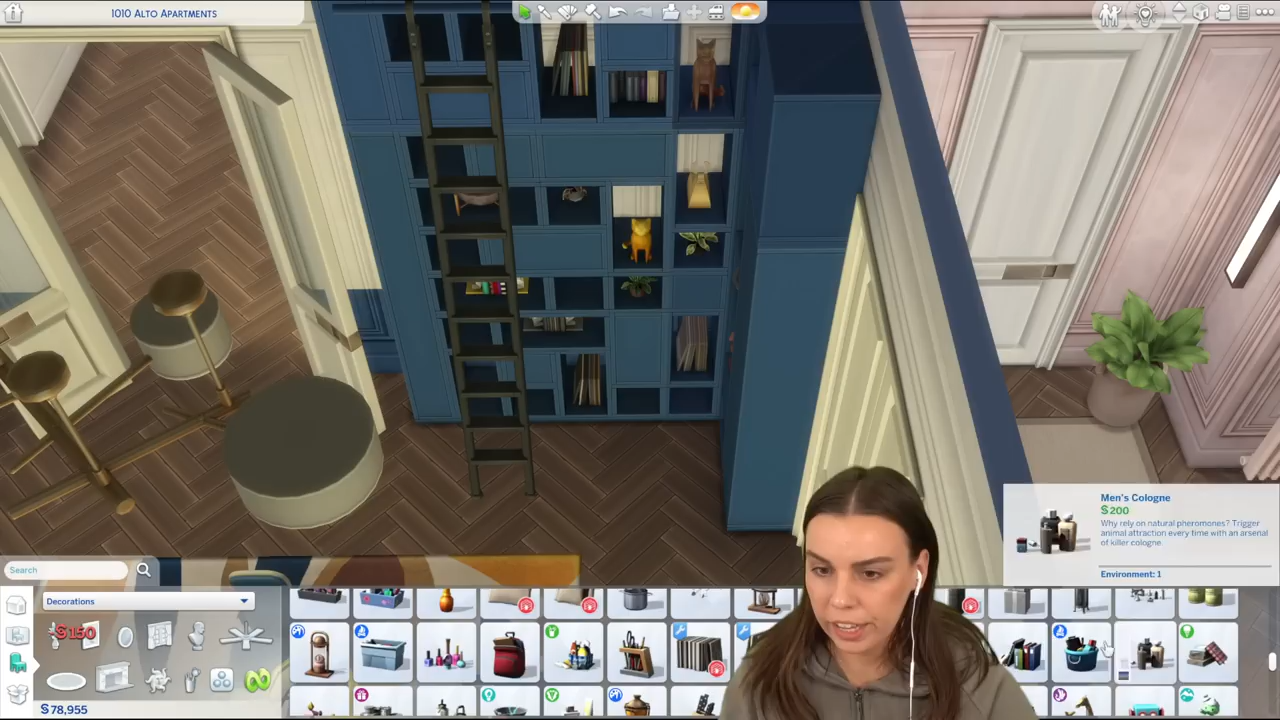 1010 ALTO APARTMENTS
Men's Cologne
§200
Why rely on natural pheromones? Trigger
animal attraction every time with an arsenal
of killer cologne.
Environment: 1
Search
Decorations
-§150
§78,955